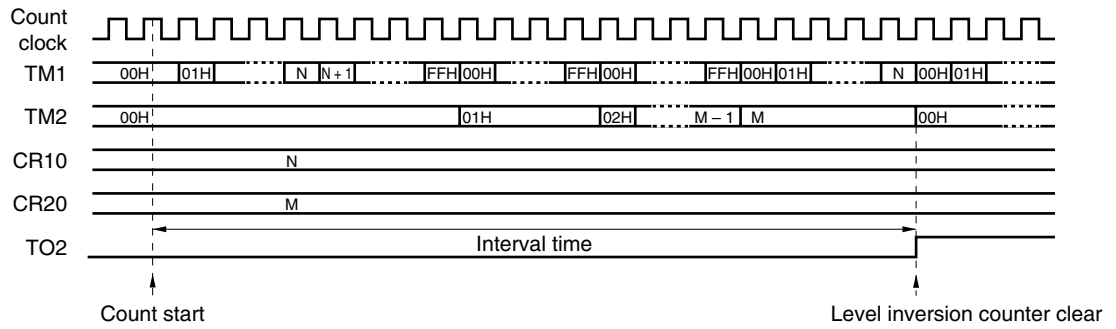 Count
clock
TM1 00H 01H N N + 1 FFH 00H FFH 00H FFH 00H 01H N 00H 01H
TM2 00H 01H 02H M – 1 M 00H
CR10 N
CR20 M
TO2 Interval time
Count start Level inversion counter clear